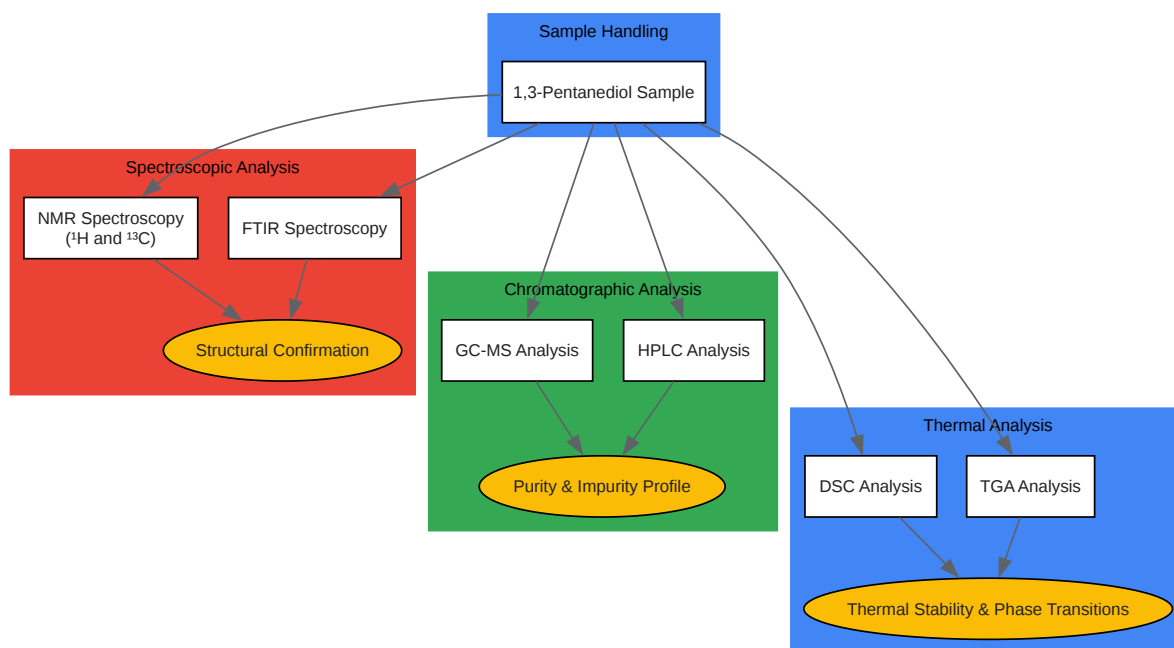 Sample Handling
1,3-Pentanediol Sample
Spectroscopic Analysis
NMR Spectroscopy
(¹H and ¹³C)
FTIR Spectroscopy
Structural Confirmation
Chromatographic Analysis
GC-MS Analysis
HPLC Analysis
Purity & Impurity Profile
Thermal Analysis
DSC Analysis
TGA Analysis
Thermal Stability & Phase Transitions